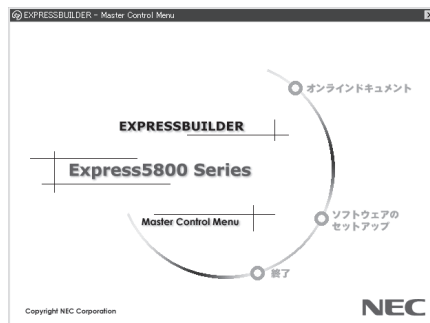 EXPRESSBUILDER - Master Control Menu
オンラインドキュメント
EXPRESSBUILDER
Express5800 Series
Master Control Menu
ソフトウェアの
セットアップ
終了
Copyright NEC Corporation
NEC